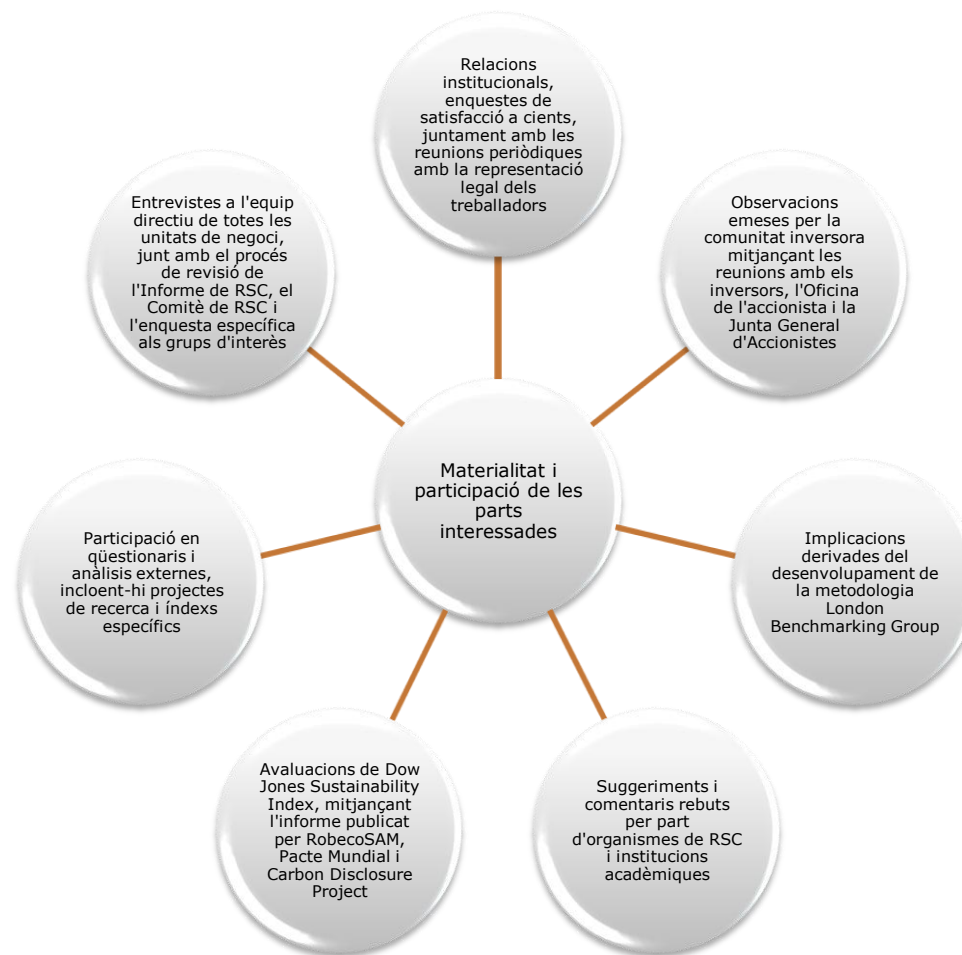 Relacions
institucionals,
enquestes de
satisfacció a cients,
juntament amb les
reunions periòdiques
amb la representació
legal dels
treballadors
Observacions
emeses per la
comunitat inversora
mitjançant les
reunions amb els
inversors, l'Oficina
de l'accionista i la
Junta General
d'Accionistes
Implicacions
derivades del
desenvolupament de
la metodologia
London
Benchmarking Group
Suggeriments i
comentaris rebuts
per part
d'organismes de RSC
i institucions
acadèmiques
Avaluacions de Dow
Jones Sustainability
Index, mitjançant
l'informe publicat
per RobecoSAM,
Pacte Mundial i
Carbon Disclosure
Project
Participació en
qüestionaris i
anàlisis externes,
incloent-hi projectes
de recerca i índexs
específics
Entrevistes a l'equip
directiu de totes les
unitats de negoci,
junt amb el procés
de revisió de
l'Informe de RSC, el
Comitè de RSC i
l'enquesta específica
als grups d'interès
Materialitat i
participació de les
parts
interessades